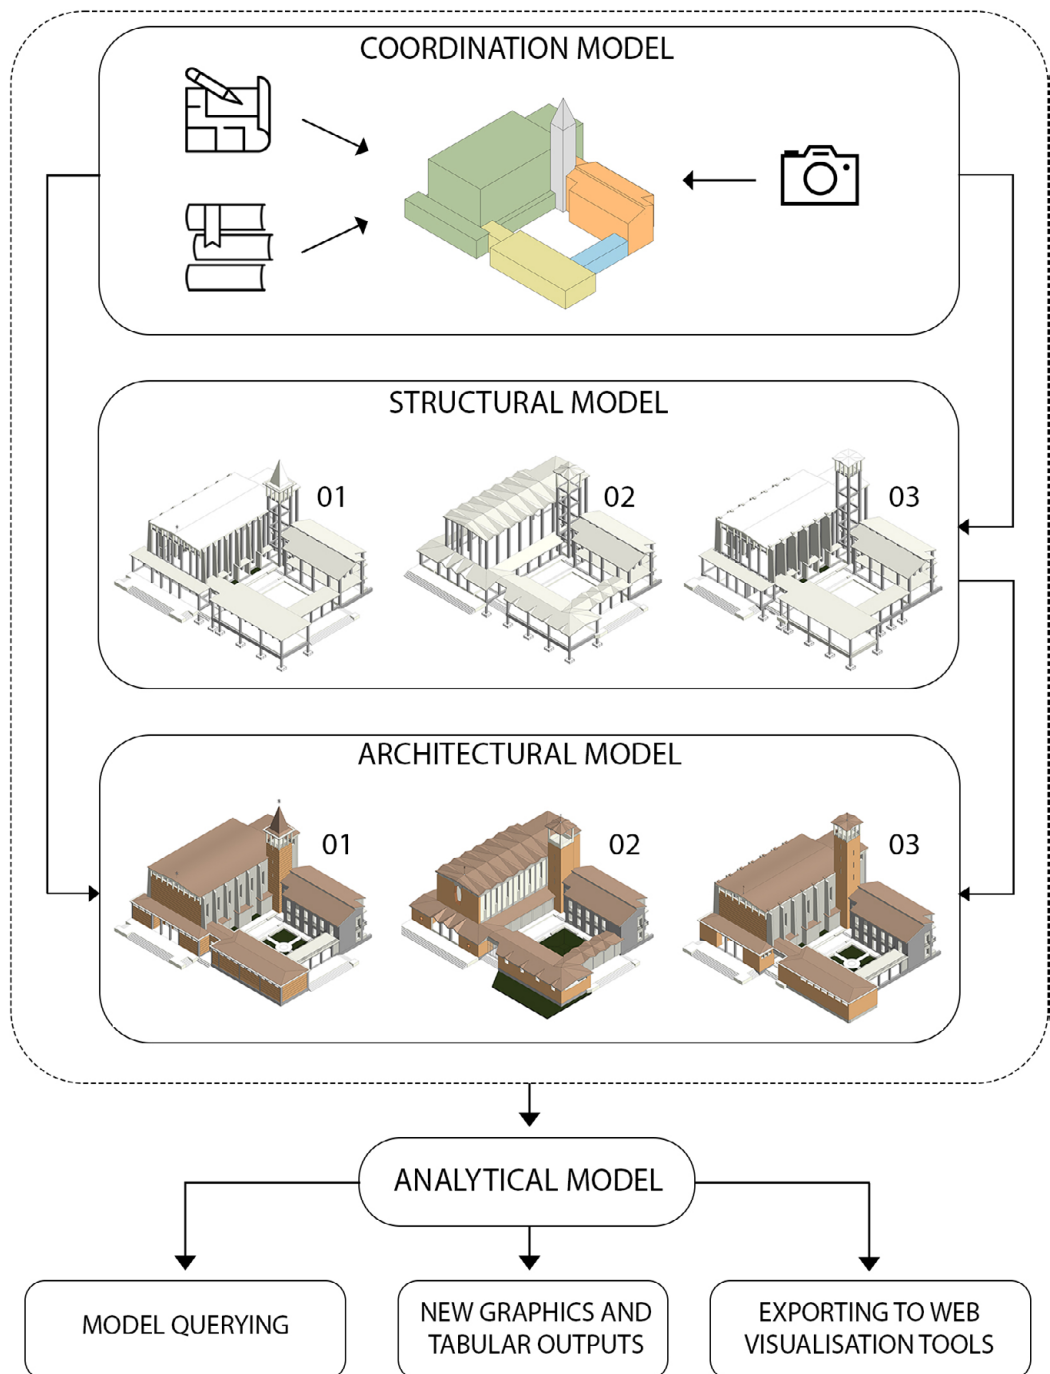 COORDINATION MODEL
STRUCTURAL MODEL
01
02
03
ARCHITECTURAL MODEL
01
02
03
ANALYTICAL MODEL
MODEL QUERYING
NEW GRAPHICS AND
TABULAR OUTPUTS
EXPORTING TO WEB
VISUALISATION TOOLS